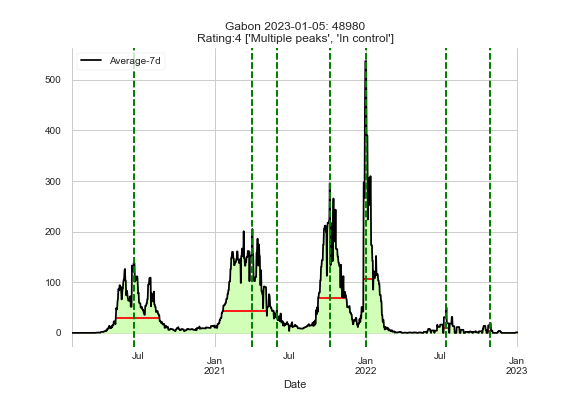 Gabon 2023-01-05: 48980
Rating:4 ['Multiple peaks', 'In control']
Average-7d
500
400
300
200
100
0
Jul
Jan
2021
Jul
Jan
2022
Jul
Jan
2023
Date